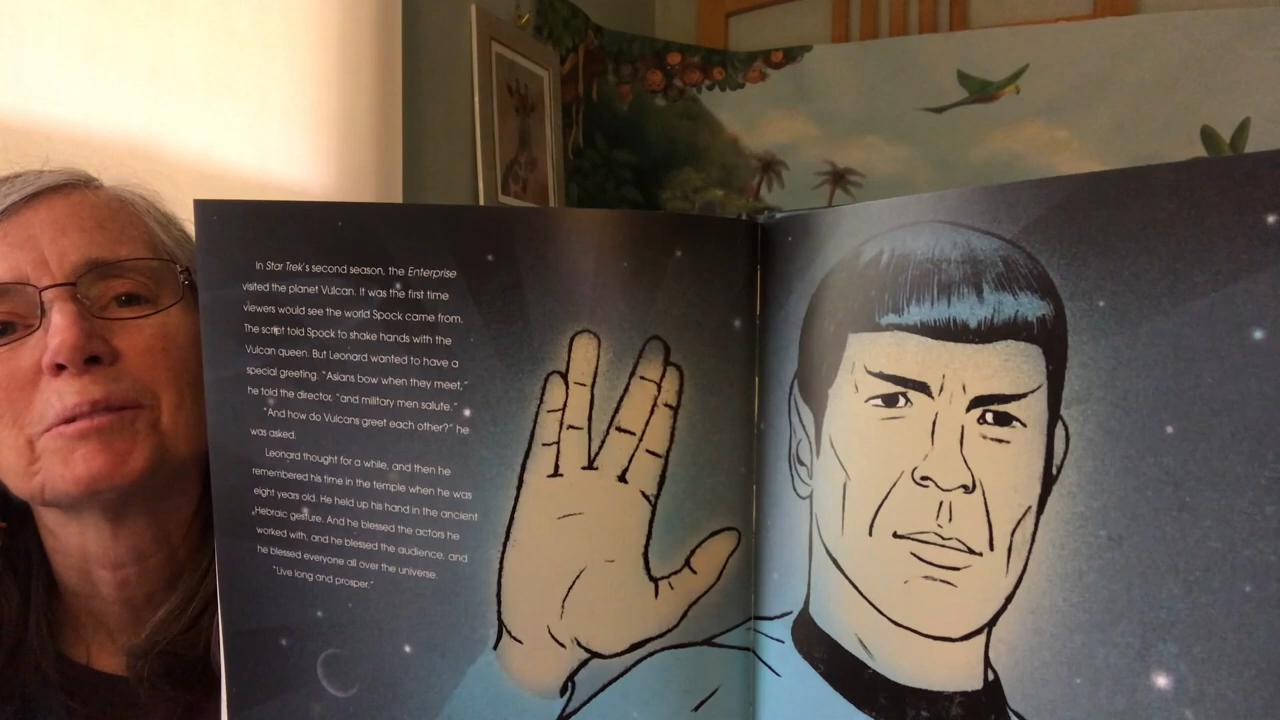 In Star Trek's second season, the Enterprise
visited the planet Vulcan. It was the first time
viewers would see the world Spock came from.
The script told Spock to shake hands with the
Vulcan queen. But Leonard wanted to have a
special greeting. "Asians bow when they meet,"
he told the director, "and military men salute."
"And how do Vulcans greet each other?" he
was asked.
Leonard thought for a while, and then he
remembered his time in the temple when he was
eight years old. He held up his hand in the ancient
Hebraic gesture. And he blessed the actors he
worked with, and he blessed the audience, and
he blessed everyone all over the universe.
"Live long and prosper."